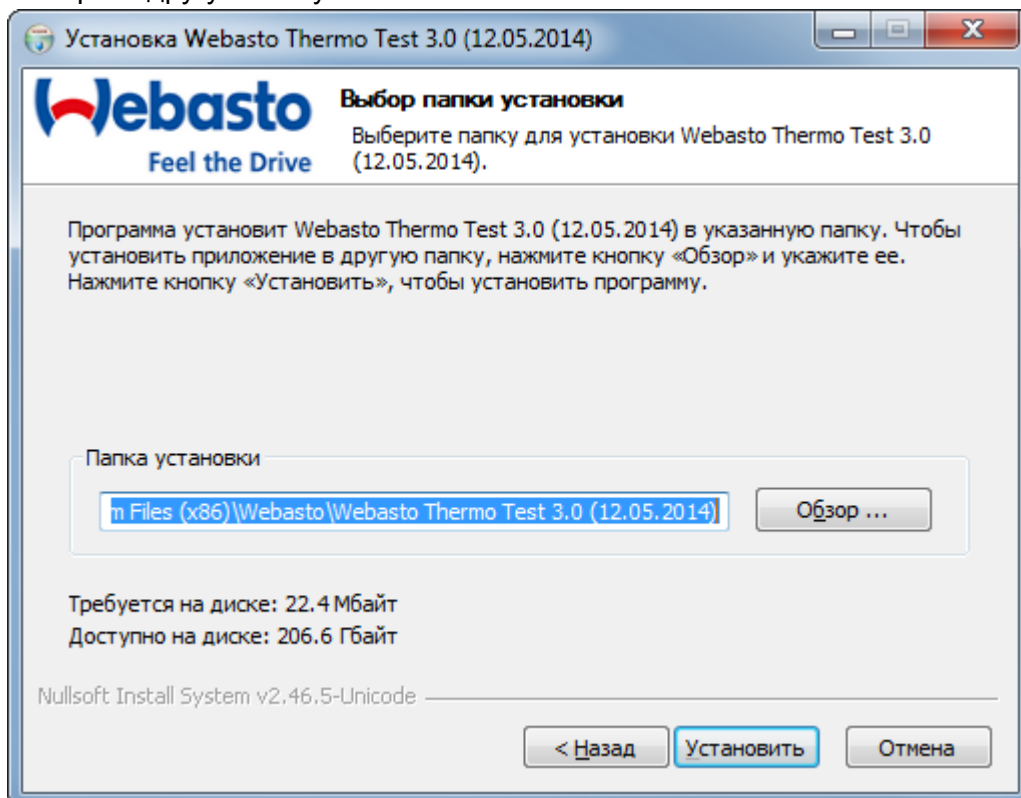 Установка Webasto Thermo Test 3.0 (12.05.2014)
Webasto
Feel the Drive
Выбор папки установки
Выберите папку для установки Webasto Thermo Test 3.0
(12.05.2014).
Программа установит Webasto Thermo Test 3.0 (12.05.2014) в указанную папку. Чтобы
установить приложение в другую папку, нажмите кнопку «Обзор» и укажите ее.
Нажмите кнопку «Установить», чтобы установить программу.
Папка установки
m Files (x86)\Webasto\Webasto Thermo Test 3.0 (12.05.2014)
Обзор ...
Требуется на диске: 22.4 Мбайт
Доступно на диске: 206.6 Гбайт
Nullsoft Install System v2.46.5-Unicode
< Назад
Установить
Отмена